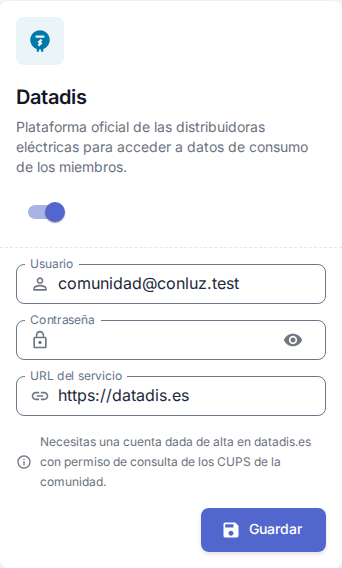 Datadis
Plataforma oficial de las distribuidoras
eléctricas para acceder a datos de consumo
de los miembros.
Usuario
comunidad@conluz.test
Contraseña
URL del servicio
https://datadis.es
Necesitas una cuenta dada de alta en datadis.es
con permiso de consulta de los CUPS de la
comunidad.
Guardar